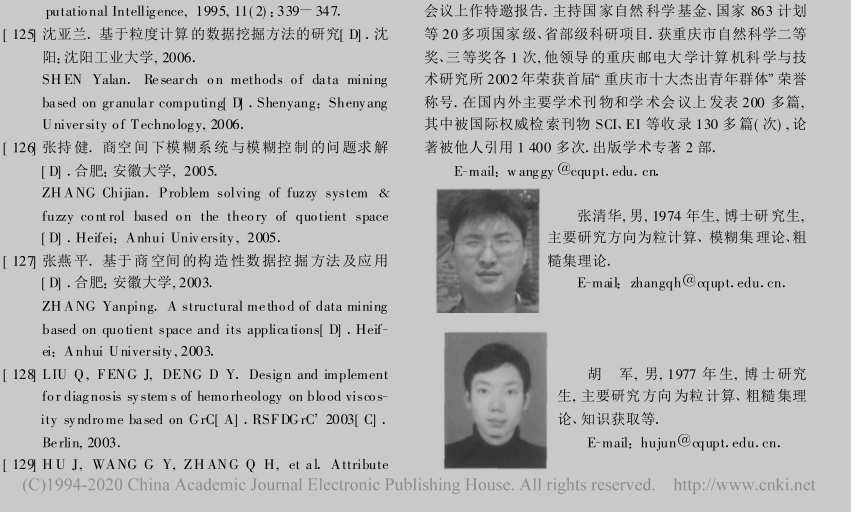 putational Intelligence, 1995, 11(2):339—347.
[125] 沈亚兰. 基于粒度计算的数据挖掘方法的研究[D]. 沈
阳:沈阳工业大学, 2006.
SHEN Yalan. Research on methods of data mining
based on granular computing[D]. Shenyang: Shenyang
University of Technology, 2006.
[126] 张持健. 商空间下模糊系统与模糊控制的问题求解
[D]. 合肥:安徽大学, 2005.
ZHANG Chijian. Problem solving of fuzzy system &
fuzzy control based on the theory of quotient space
[D]. Heifei: Anhui University, 2005.
[127] 张燕平. 基于商空间的构造性数据挖掘方法及应用
[D]. 合肥:安徽大学,2003.
ZHANG Yanping. A structural method of data mining
based on quotient space and its applications[D]. Heif-
ei: Anhui University,2003.
[128] LIU Q, FENG J, DENG D Y. Design and implement
for diagnosis systems of hemorheology on blood viscos-
ity syndrome based on GrC[A]. RSFDGrC'2003[C].
Berlin, 2003.
[129] HU J, WANG G Y, ZHANG Q H, et al. Attribute
会议上作特邀报告. 主持国家自然科学基金、国家 863 计划
等 20 多项国家级、省部级科研项目. 获重庆市自然科学二等
奖、三等奖各 1 次, 他领导的重庆邮电大学计算机科学与技
术研究所 2002 年荣获首届“重庆市十大杰出青年群体”荣誉
称号. 在国内外主要学术刊物和学术会议上发表 200 多篇,
其中被国际权威检索刊物 SCI、EI 等收录 130 多篇(次), 论
著被他人引用 1 400 多次. 出版学术专著 2 部.
E-mail: wanggy@cqupt.edu.cn.
张清华, 男, 1974 年生, 博士研究生,
主要研究方向为粒计算、模糊集理论、粗
糙集理论.
E-mail: zhangqh@cqupt.edu.cn.
胡 军, 男, 1977 年生, 博士研究
生, 主要研究方向为粒计算、粗糙集理
论、知识获取等.
E-mail: hujun@cqupt.edu.cn.
(C)1994-2020 China Academic Journal Electronic Publishing House. All rights reserved. http://www.cnki.net